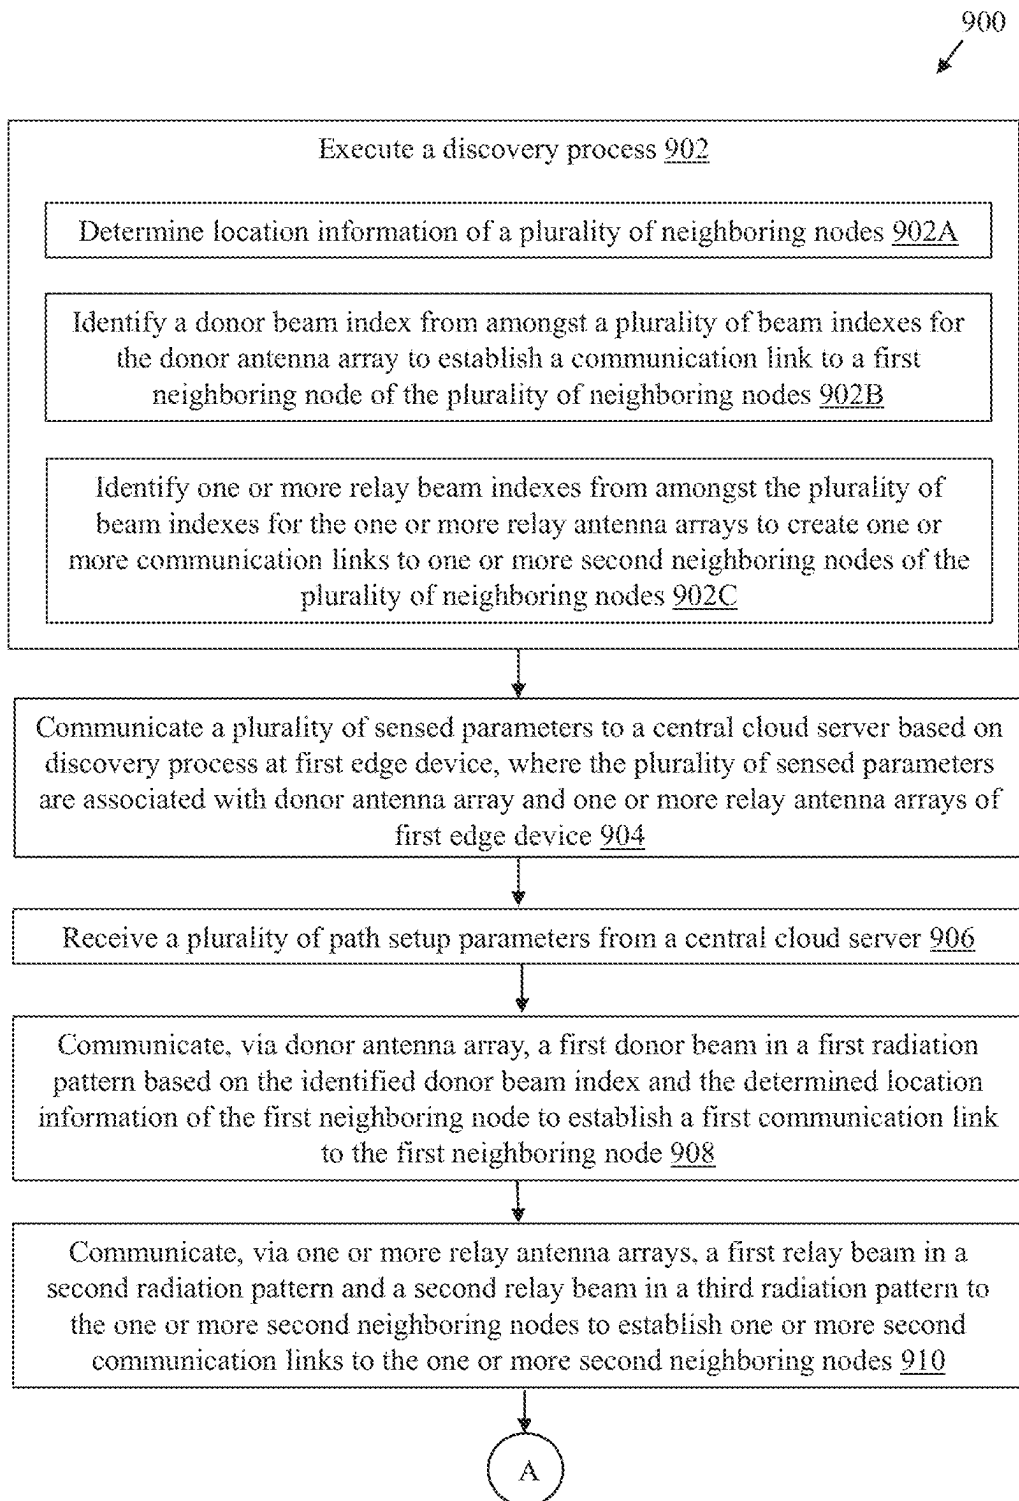 900
Execute a discovery process 902
Determine location information of a plurality of neighboring nodes 902A
Identify a donor beam index from amongst a plurality of beam indexes for
the donor antenna array to establish a communication link to a first
neighboring node of the plurality of neighboring nodes 902B
Identify one or more relay beam indexes from amongst the plurality of
beam indexes for the one or more relay antenna arrays to create one or
more communication links to one or more second neighboring nodes of the
plurality of neighboring nodes 902C
Communicate a plurality of sensed parameters to a central cloud server based on
discovery process at first edge device, where the plurality of sensed parameters
are associated with donor antenna array and one or more relay antenna arrays of
first edge device 904
Receive a plurality of path setup parameters from a central cloud server 906
Communicate, via donor antenna array, a first donor beam in a first radiation
pattern based on the identified donor beam index and the determined location
information of the first neighboring node to establish a first communication link
to the first neighboring node 908
Communicate, via one or more relay antenna arrays, a first relay beam in a
second radiation pattern and a second relay beam in a third radiation pattern to
the one or more second neighboring nodes to establish one or more second
communication links to the one or more second neighboring nodes 910
A